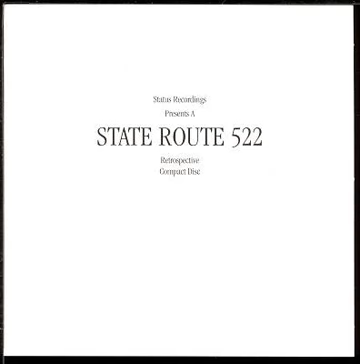 Status Recordings
Presents A
STATE ROUTE 522
Retrospective
Compact Disc